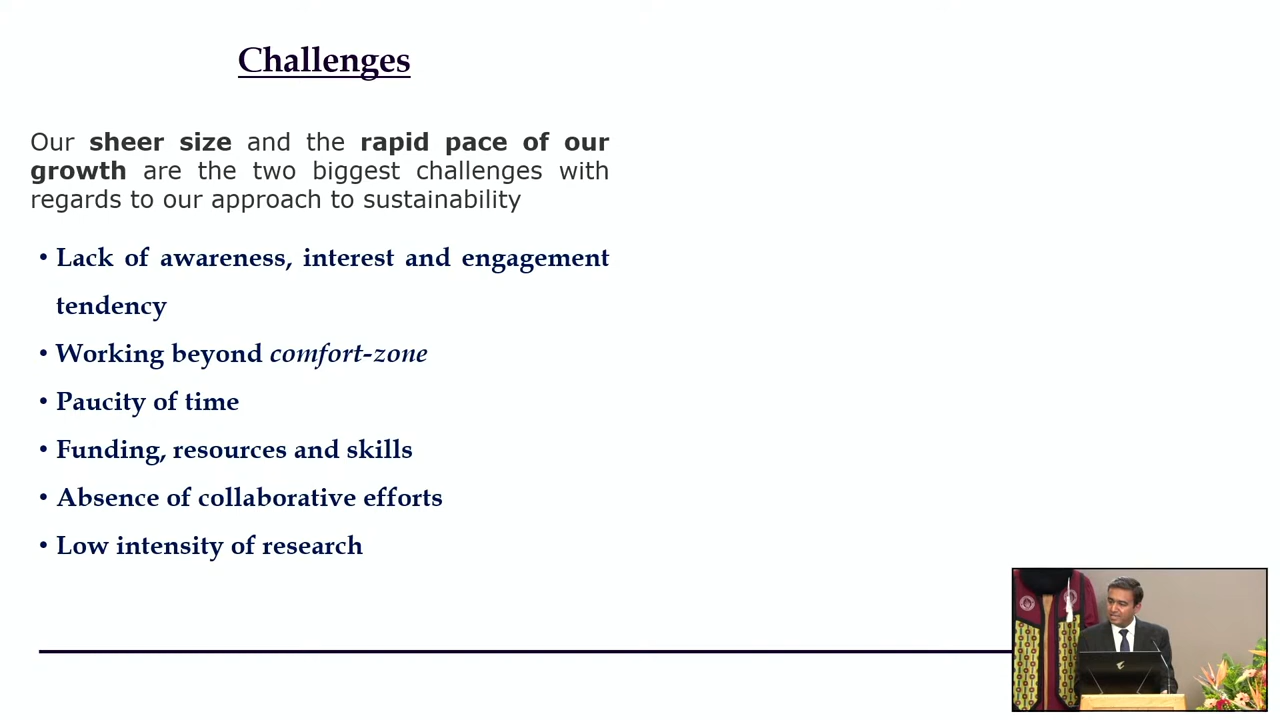 Challenges
Our sheer size and the rapid pace of our
growth are the two biggest challenges with
regards to our approach to sustainability
• Lack of awareness, interest and engagement
tendency
• Working beyond comfort-zone
• Paucity of time
• Funding, resources and skills
• Absence of collaborative efforts
• Low intensity of research